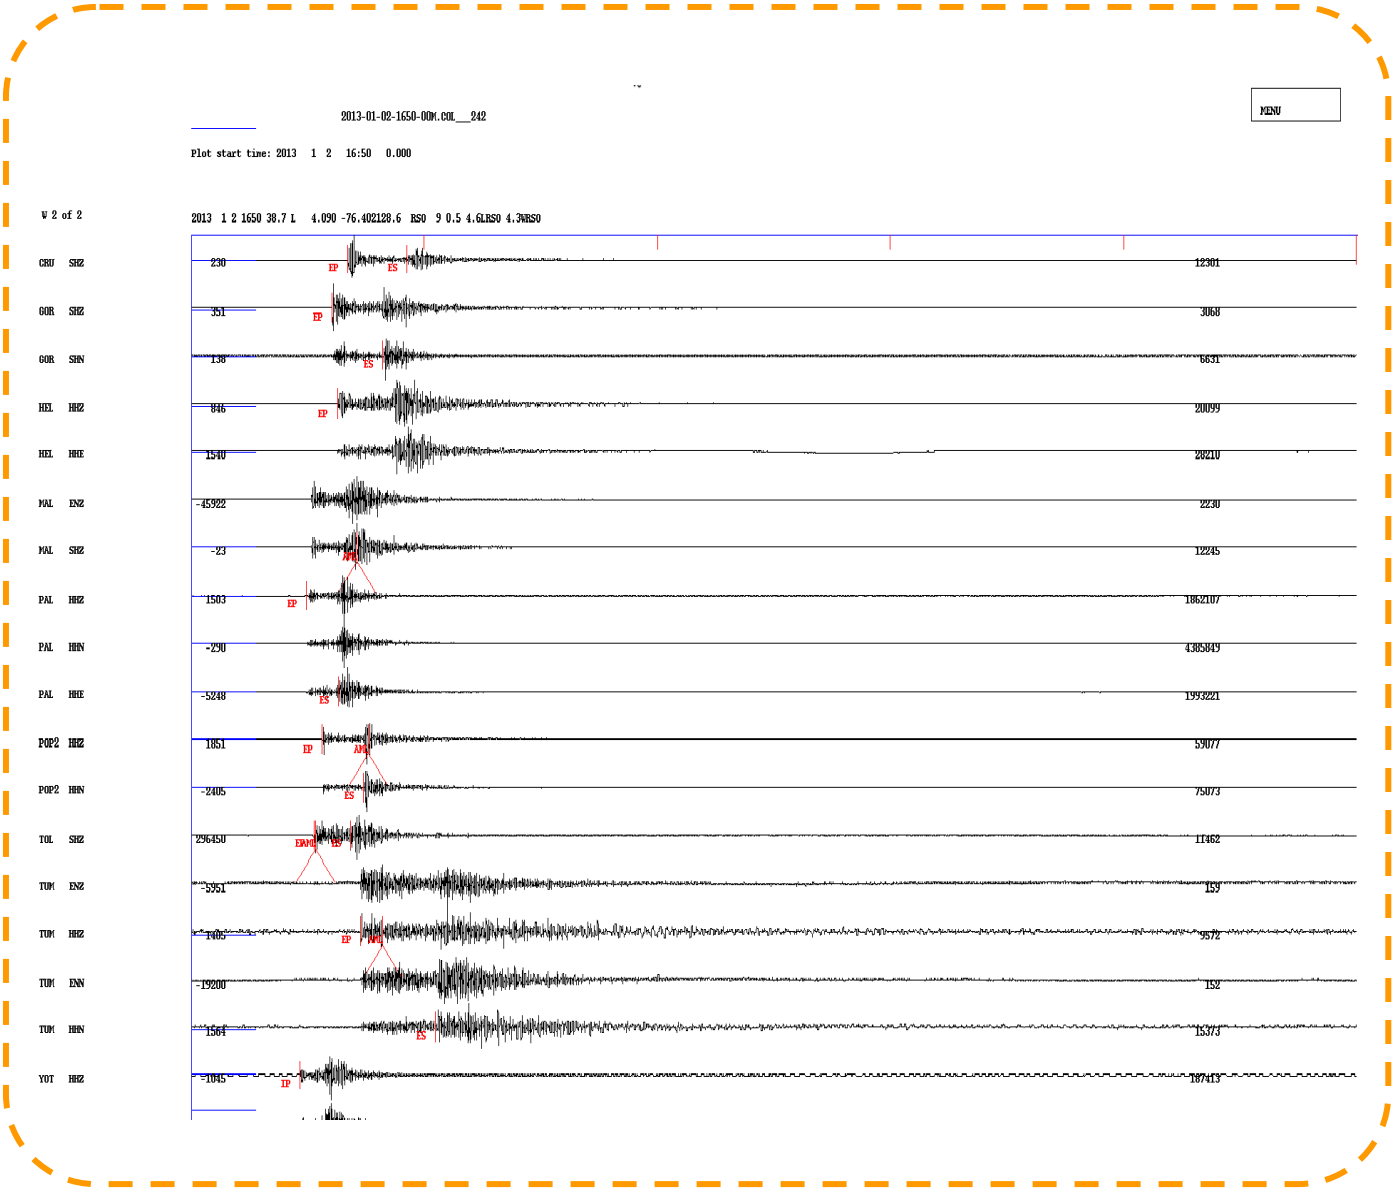 2013-01-02-1650-00M.COL___242
MENU
Plot start time: 2013 1 2 16:50 0.000
W 2 of 2
2013 1 2 1650 38.7 L 4.090 -76.402128.6 RSO 9 0.5 4.6LRSO 4.3WRSO
CRU SHZ 230 EP ES 12301
GOR SHZ 351 EP 3068
GOR SHN 138 ES 6631
HEL HHZ 846 EP 20099
HEL HHE 1540 28210
MAL ENZ -45922 2230
MAL SHZ -23 AML 12245
PAL HHZ 1503 EP 1862107
PAL HHN -290 4385849
PAL HHE -5248 ES 1993221
POP2 HHZ 1851 EP AML 59077
POP2 HHN -2405 ES 75073
TOL SHZ 296450 ES 11462
TUM ENZ -5951 159
TUM HHZ 1405 EP AML 9572
TUM ENN -19200 152
TUM HHN 1564 ES 15373
YOT HHZ -1045 IP 187413